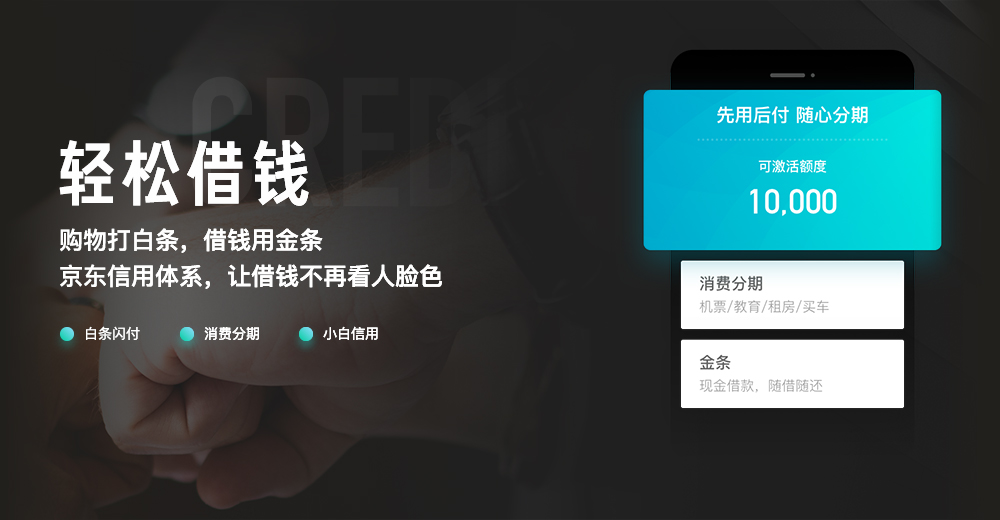 CREDI
轻松借钱
购物打白条，借钱用金条
京东信用体系，让借钱不再看人脸色
白条闪付
消费分期
小白信用
先用后付 随心分期
可激活额度
10,000
消费分期
机票/教育/租房/买车
金条
现金借款，随借随还